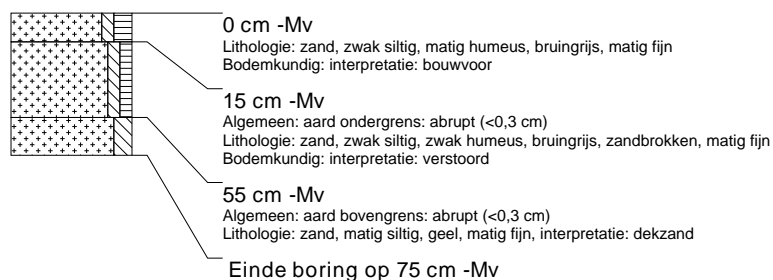 0 cm -Mv
Lithologie: zand, zwak siltig, matig humeus, bruingrijs, matig fijn
Bodemkundig: interpretatie: bouwvoor
15 cm -Mv
Algemeen: aard ondergrens: abrupt (<0,3 cm)
Lithologie: zand, zwak siltig, zwak humeus, bruingrijs, zandbrokken, matig fijn
Bodemkundig: interpretatie: verstoord
55 cm -Mv
Algemeen: aard bovengrens: abrupt (<0,3 cm)
Lithologie: zand, matig siltig, geel, matig fijn, interpretatie: dekzand
Einde boring op 75 cm -Mv